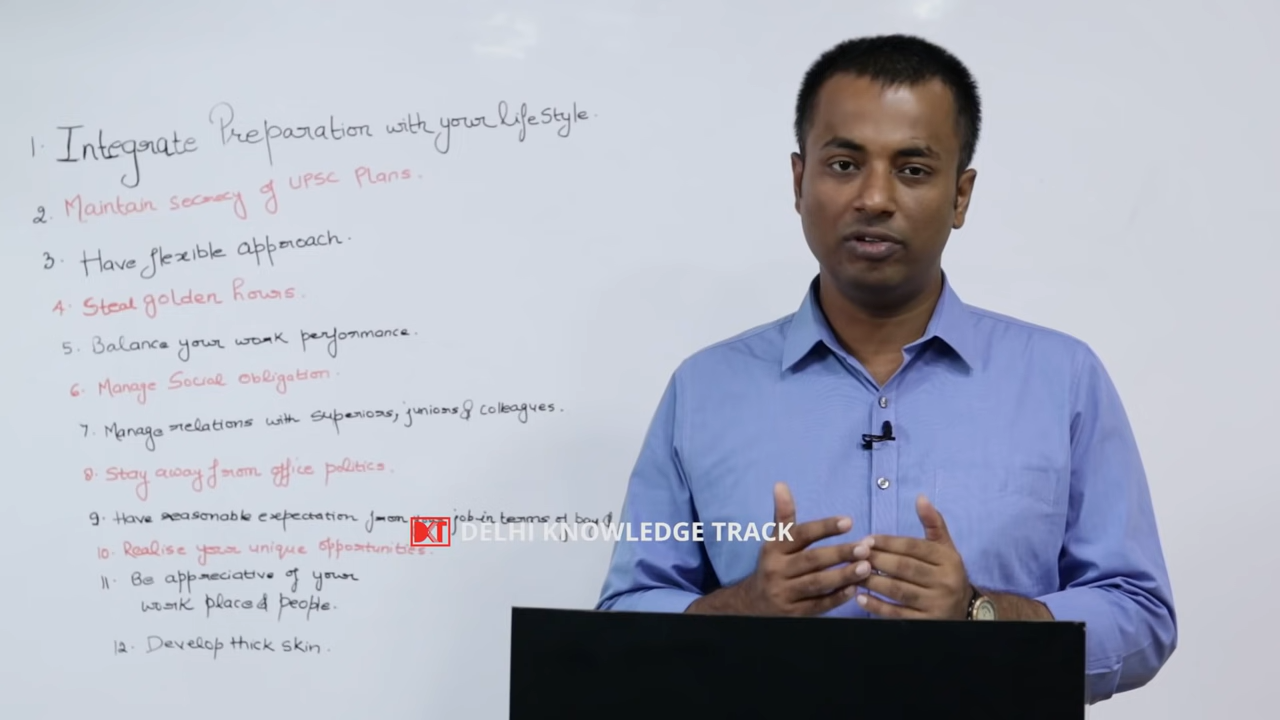 1. Integrate Preparation with your lifestyle.
2. Maintain secrecy of UPSC Plans.
3. Have flexible approach.
4. Steal golden hours.
5. Balance your work performance.
6. Manage Social obligation.
7. Manage relations with superiors, juniors & colleagues.
8. Stay away from office politics.
9. Have reasonable expectation from job in terms of
DELHI KNOWLEDGE TRACK
10. Realise your unique opportunities.
11. Be appreciative of your
work place & people.
12. Develop thick skin.